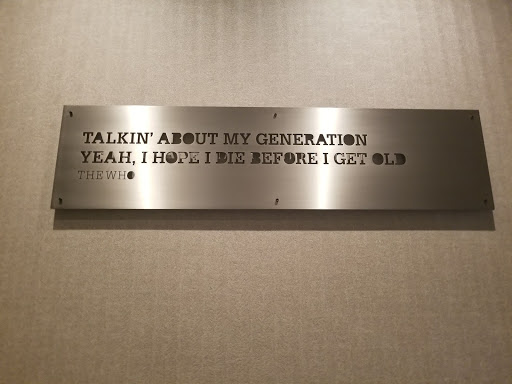 TALKIN' ABOUT MY GENERATION
YEAH, I HOPE I DIE BEFORE I GET OLD
THE WHO